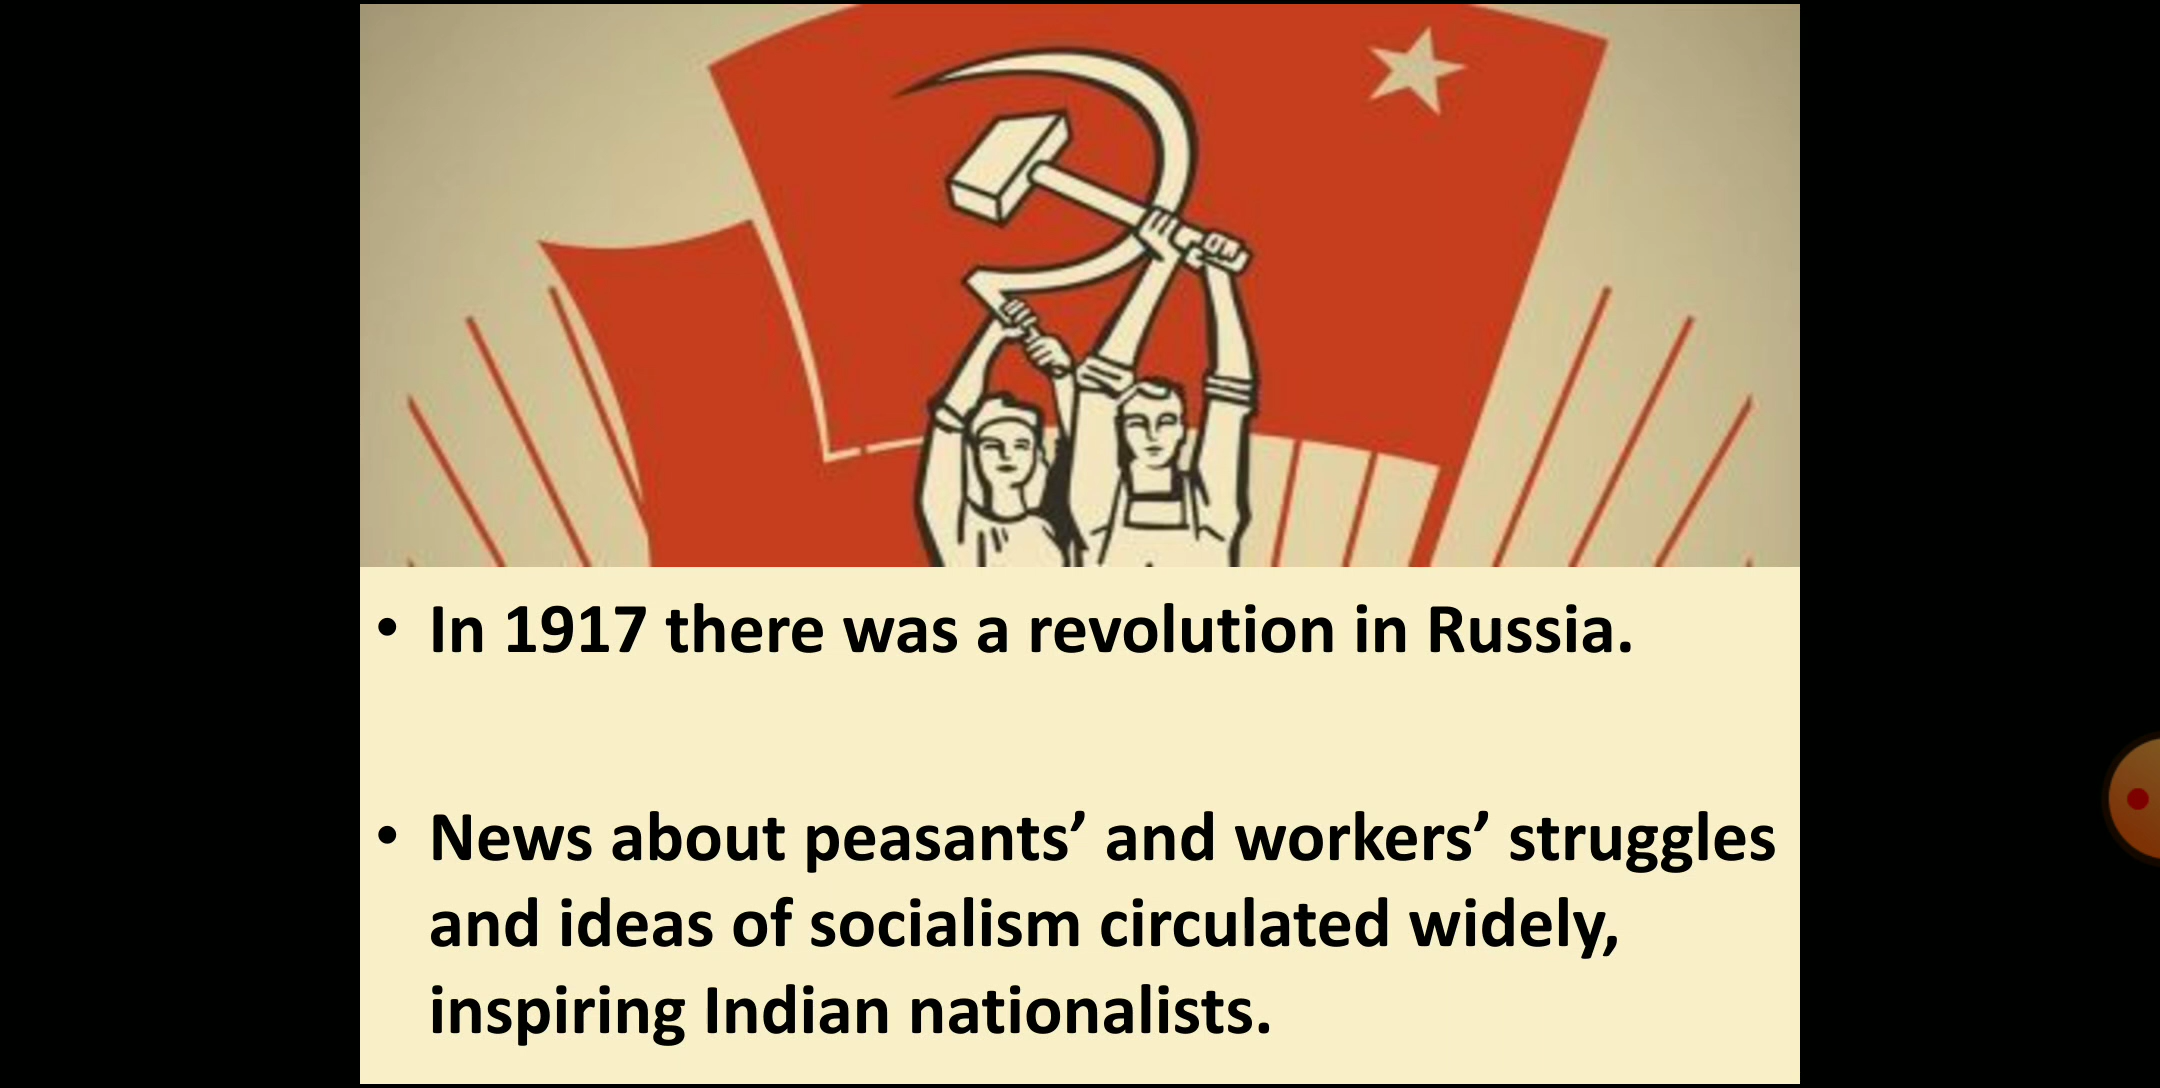 • In 1917 there was a revolution in Russia.
• News about peasants’ and workers’ struggles
and ideas of socialism circulated widely,
inspiring Indian nationalists.